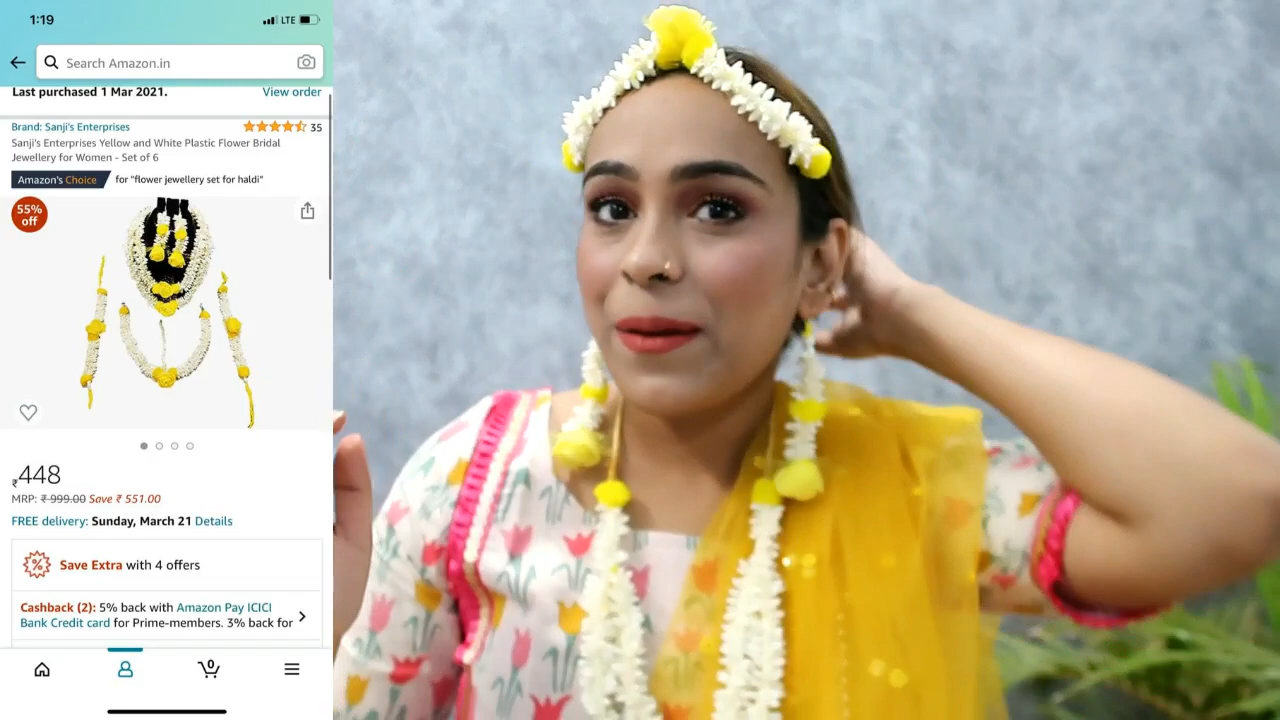 1:19
LTE
Search Amazon.in
Last purchased 1 Mar 2021. View order
Brand: Sanji's Enterprises 35
Sanji's Enterprises Yellow and White Plastic Flower Bridal
Jewellery for Women - Set of 6
Amazon's Choice for "flower jewellery set for haldi"
55%
off
₹448
MRP: ₹ 999.00 Save ₹ 551.00
FREE delivery: Sunday, March 21 Details
Save Extra with 4 offers
Cashback (2): 5% back with Amazon Pay ICICI
Bank Credit card for Prime-members. 3% back for
0